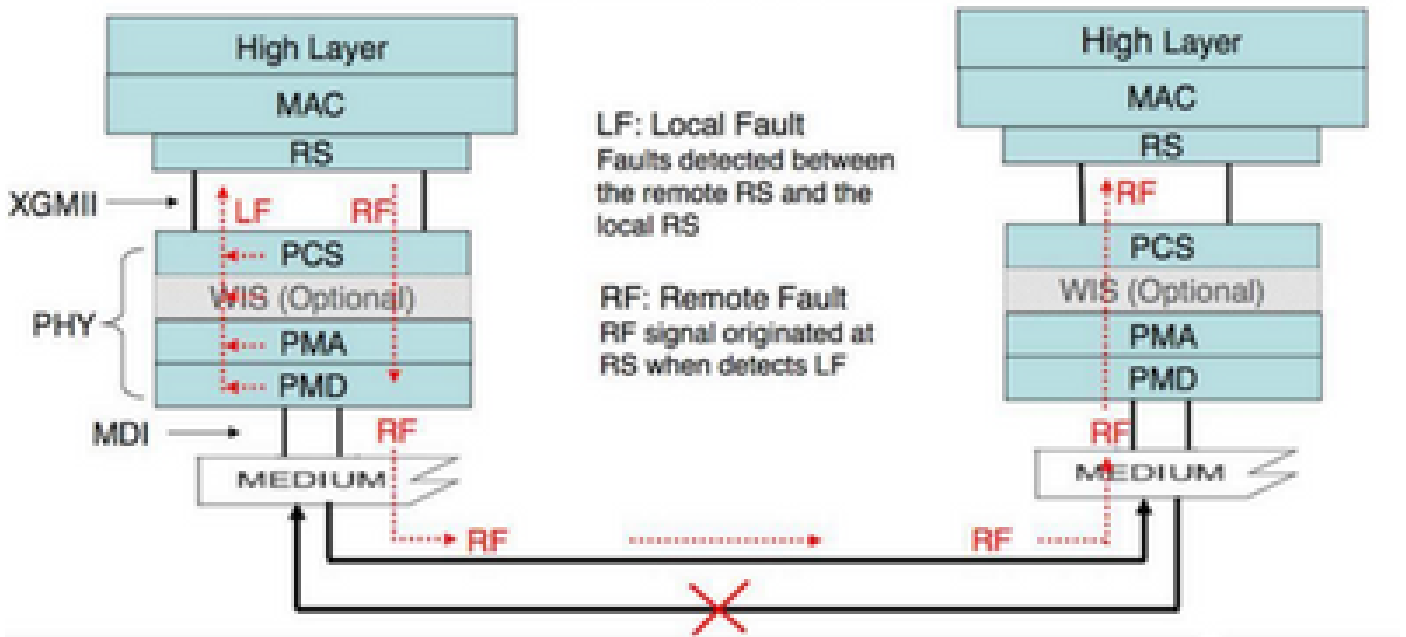 High Layer
MAC
RS
XGMII
LF
RF
PCS
WIS (Optional)
PHY
PMA
PMD
MDI
RF
MEDIUM
RF
LF: Local Fault
Faults detected between
the remote RS and the
local RS
RF: Remote Fault
RF signal originated at
RS when detects LF
High Layer
MAC
RS
RF
PCS
WIS (Optional)
PMA
PMD
RF
MEDIUM
RF